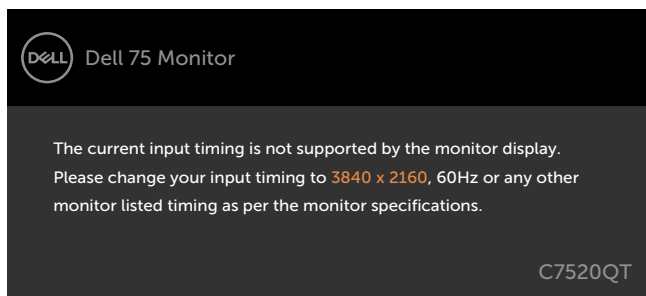 DELL Dell 75 Monitor
The current input timing is not supported by the monitor display.
Please change your input timing to 3840 x 2160, 60Hz or any other
monitor listed timing as per the monitor specifications.
C7520QT